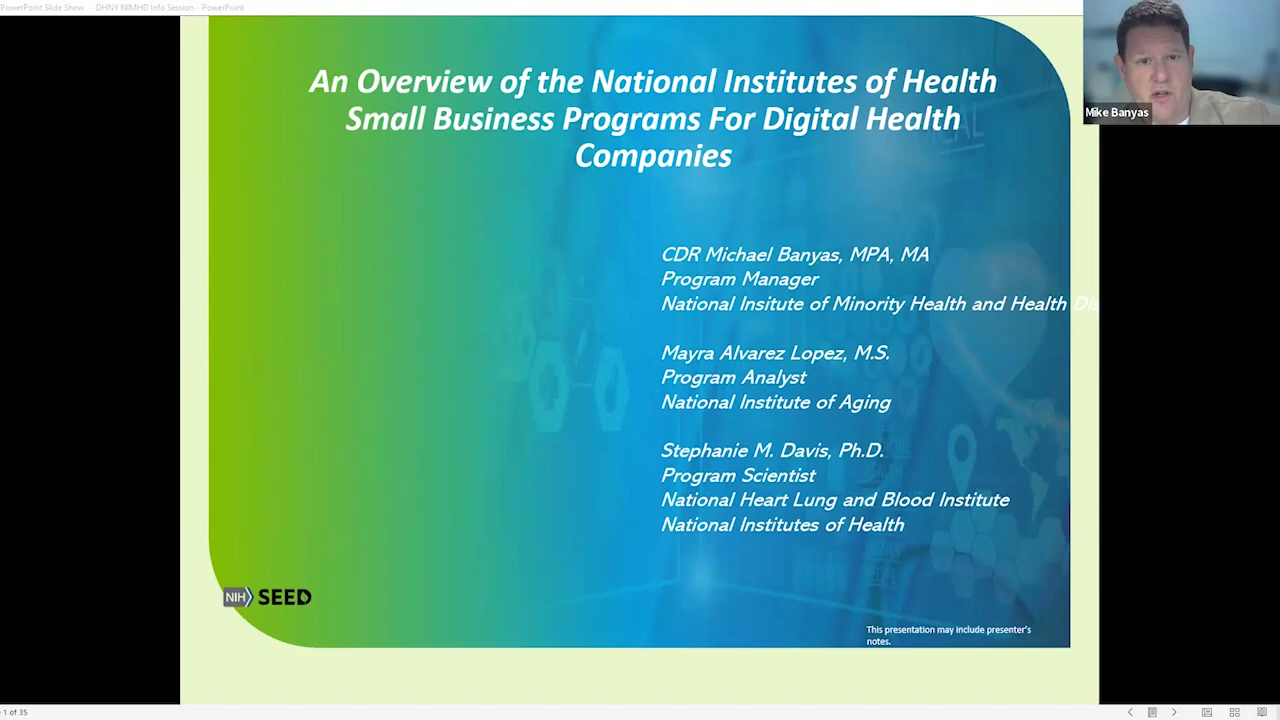 PowerPoint Slide Show - DHNY NIMHD Info Session - PowerPoint
An Overview of the National Institutes of Health
Small Business Programs For Digital Health
Companies
Mike Banyas
CDR Michael Banyas, MPA, MA
Program Manager
National Insitute of Minority Health and Health Dis
Mayra Alvarez Lopez, M.S.
Program Analyst
National Institute of Aging
Stephanie M. Davis, Ph.D.
Program Scientist
National Heart Lung and Blood Institute
National Institutes of Health
NIH SEED
This presentation may include presenter's
notes.
1 of 35